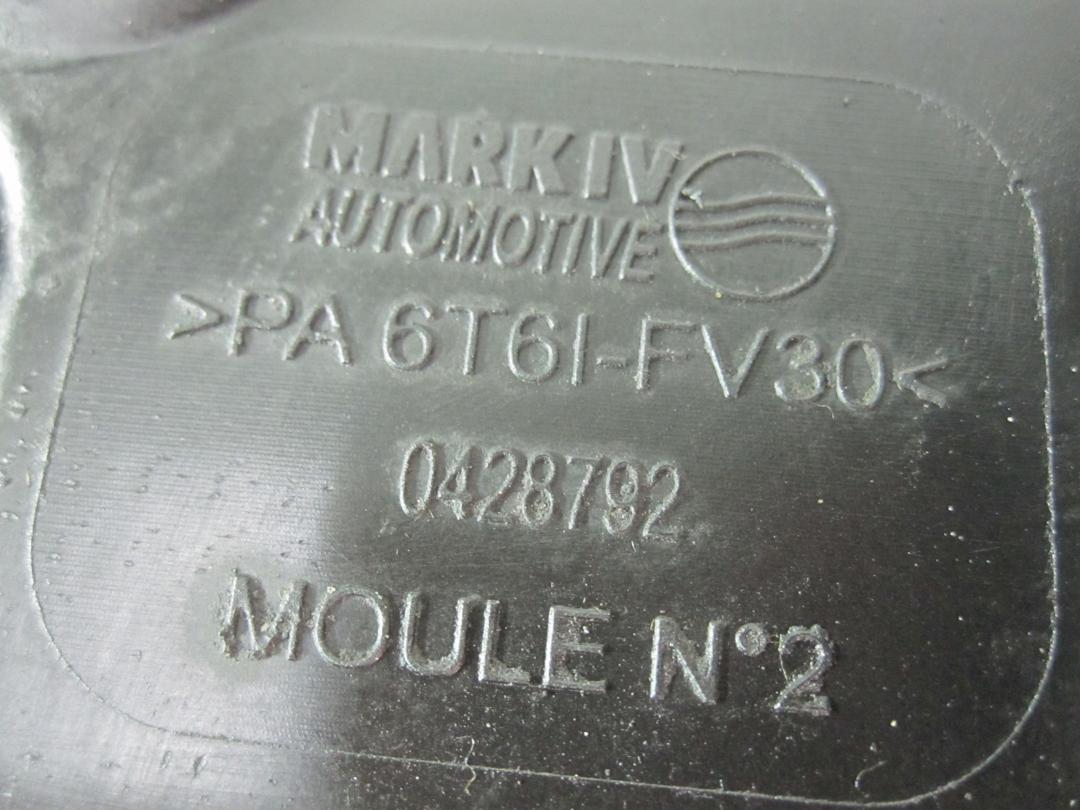 MARK IV
AUTOMOTIVE
>PA 6T6I-FV30<
0428792
MOULE N°2